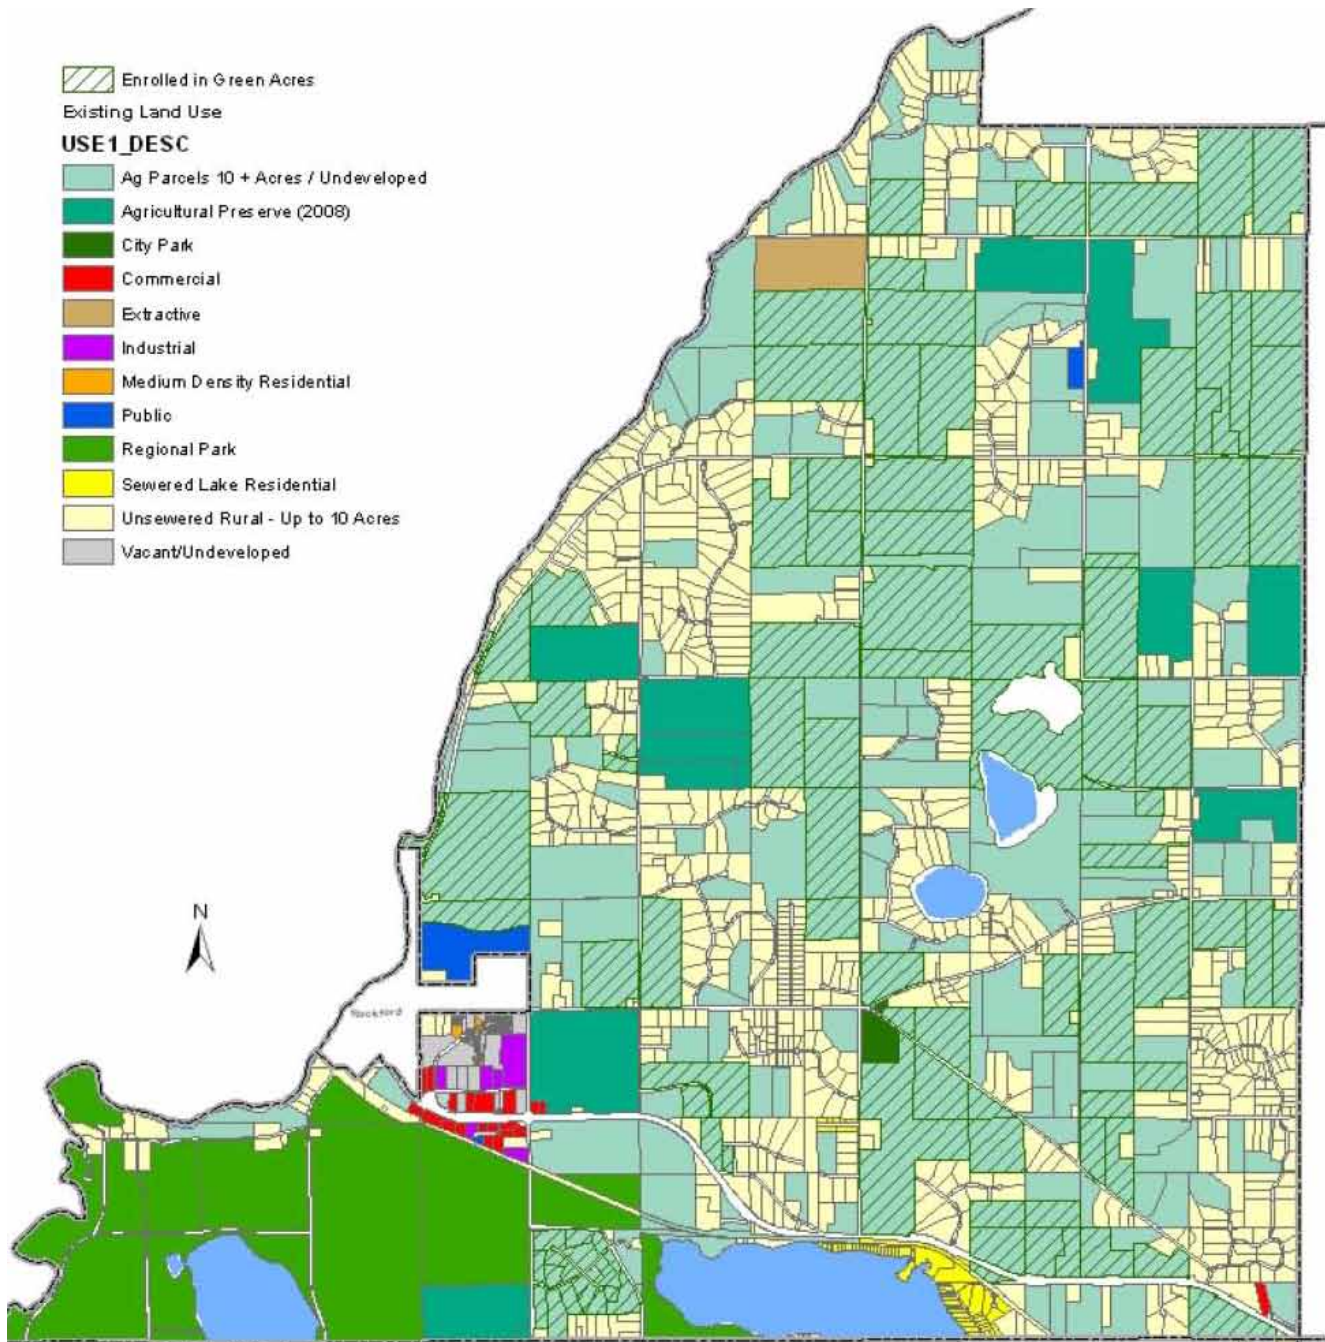 Enrolled in Green Acres
Existing Land Use
USE1_DESC
Ag Parcels 10 + Acres / Undeveloped
Agricultural Preserve (2008)
City Park
Commercial
Extractive
Industrial
Medium Density Residential
Public
Regional Park
Sewered Lake Residential
Unsewered Rural - Up to 10 Acres
Vacant/Undeveloped
N
Rockford